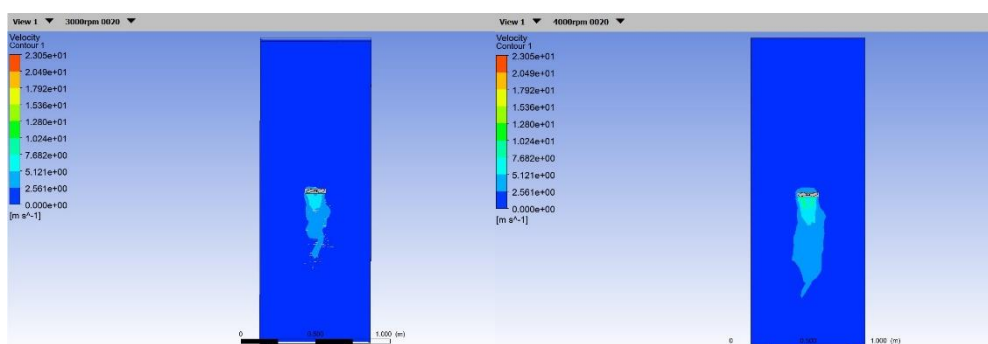 View 1 ▼ 3000rpm 0020 ▼
Velocity
Contour 1
2.305e+01
2.049e+01
1.792e+01
1.536e+01
1.280e+01
1.024e+01
7.682e+00
5.121e+00
2.561e+00
0.000e+00
[m s^-1]
0 0.500 1.000 (m)
View 1 ▼ 4000rpm 0020 ▼
Velocity
Contour 1
2.305e+01
2.049e+01
1.792e+01
1.536e+01
1.280e+01
1.024e+01
7.682e+00
5.121e+00
2.561e+00
0.000e+00
[m s^-1]
0 0.500 1.000 (m)